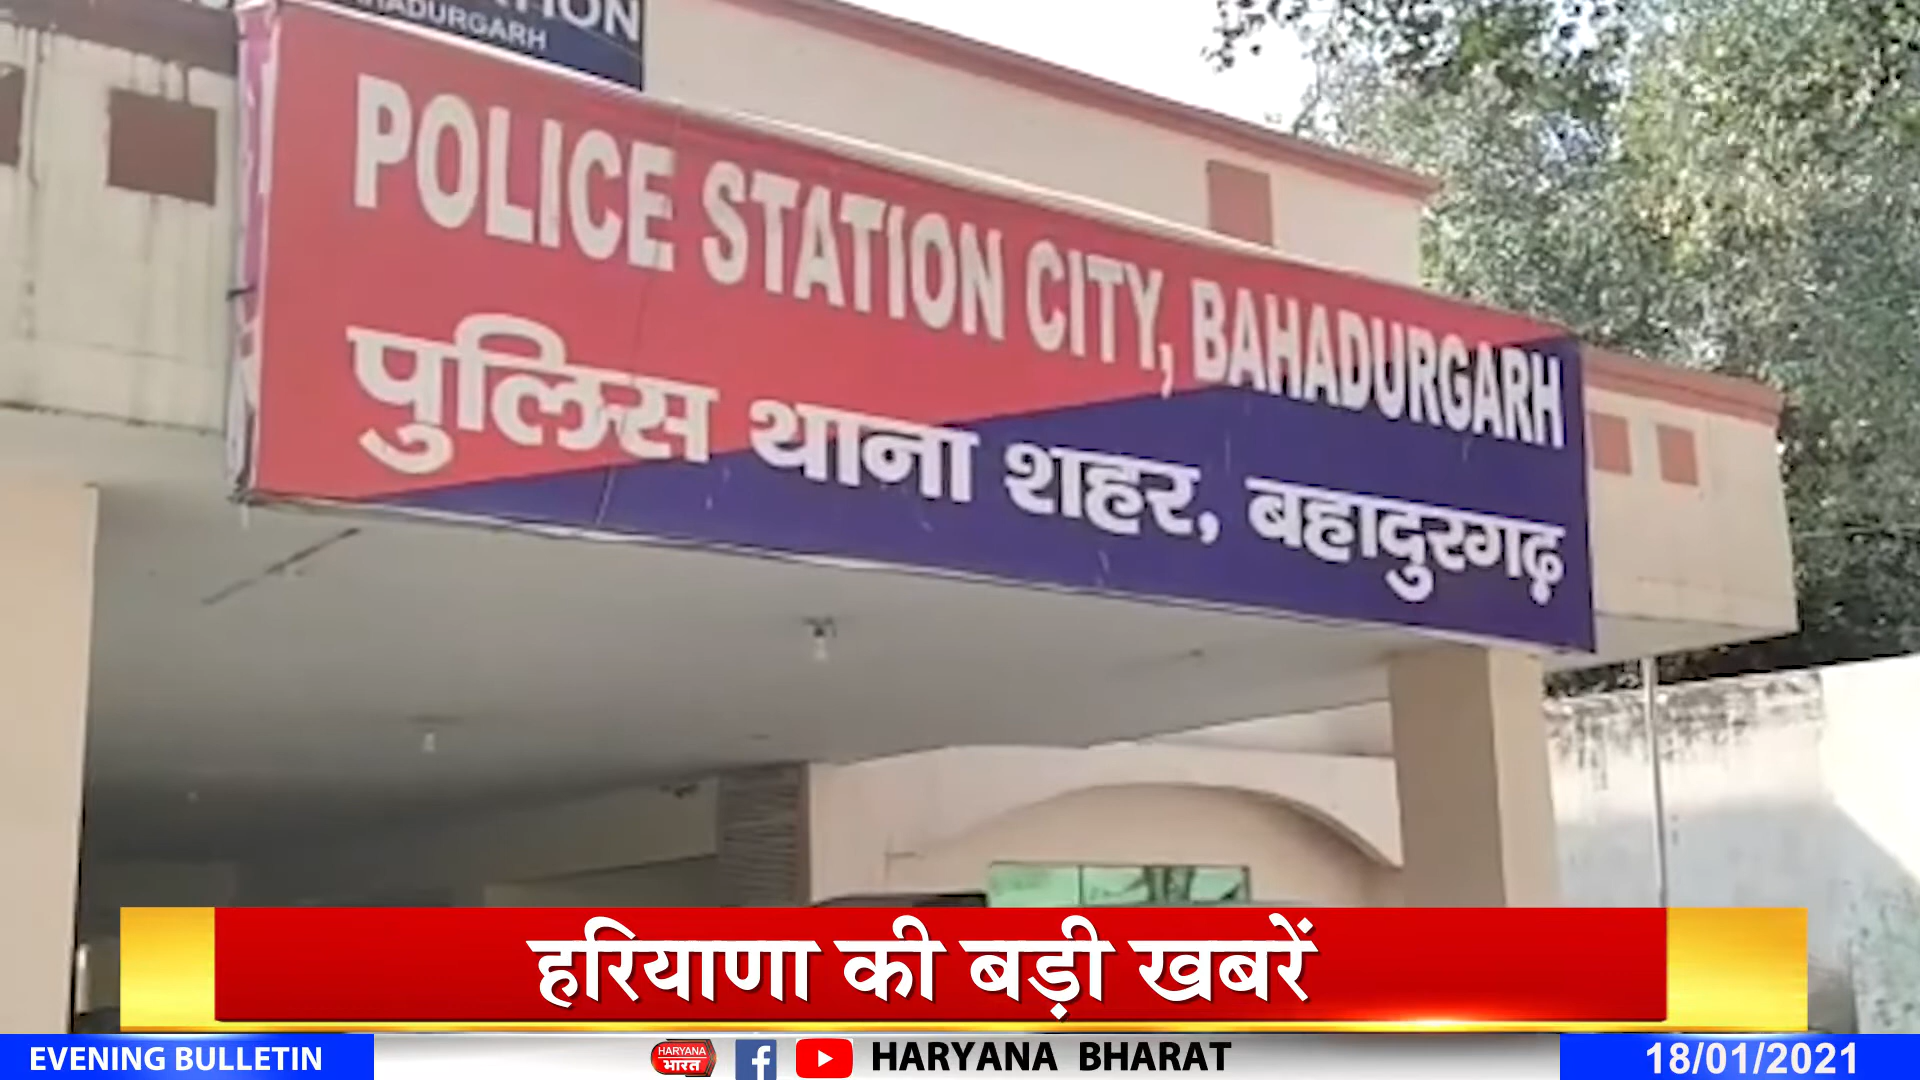 BAHADURGARH
POLICE STATION CITY, BAHADURGARH
पुलिस थाना शहर, बहादुरगढ़
हरियाणा की बड़ी खबरें
EVENING BULLETIN
HARYANA
भारत
HARYANA BHARAT
18/01/2021